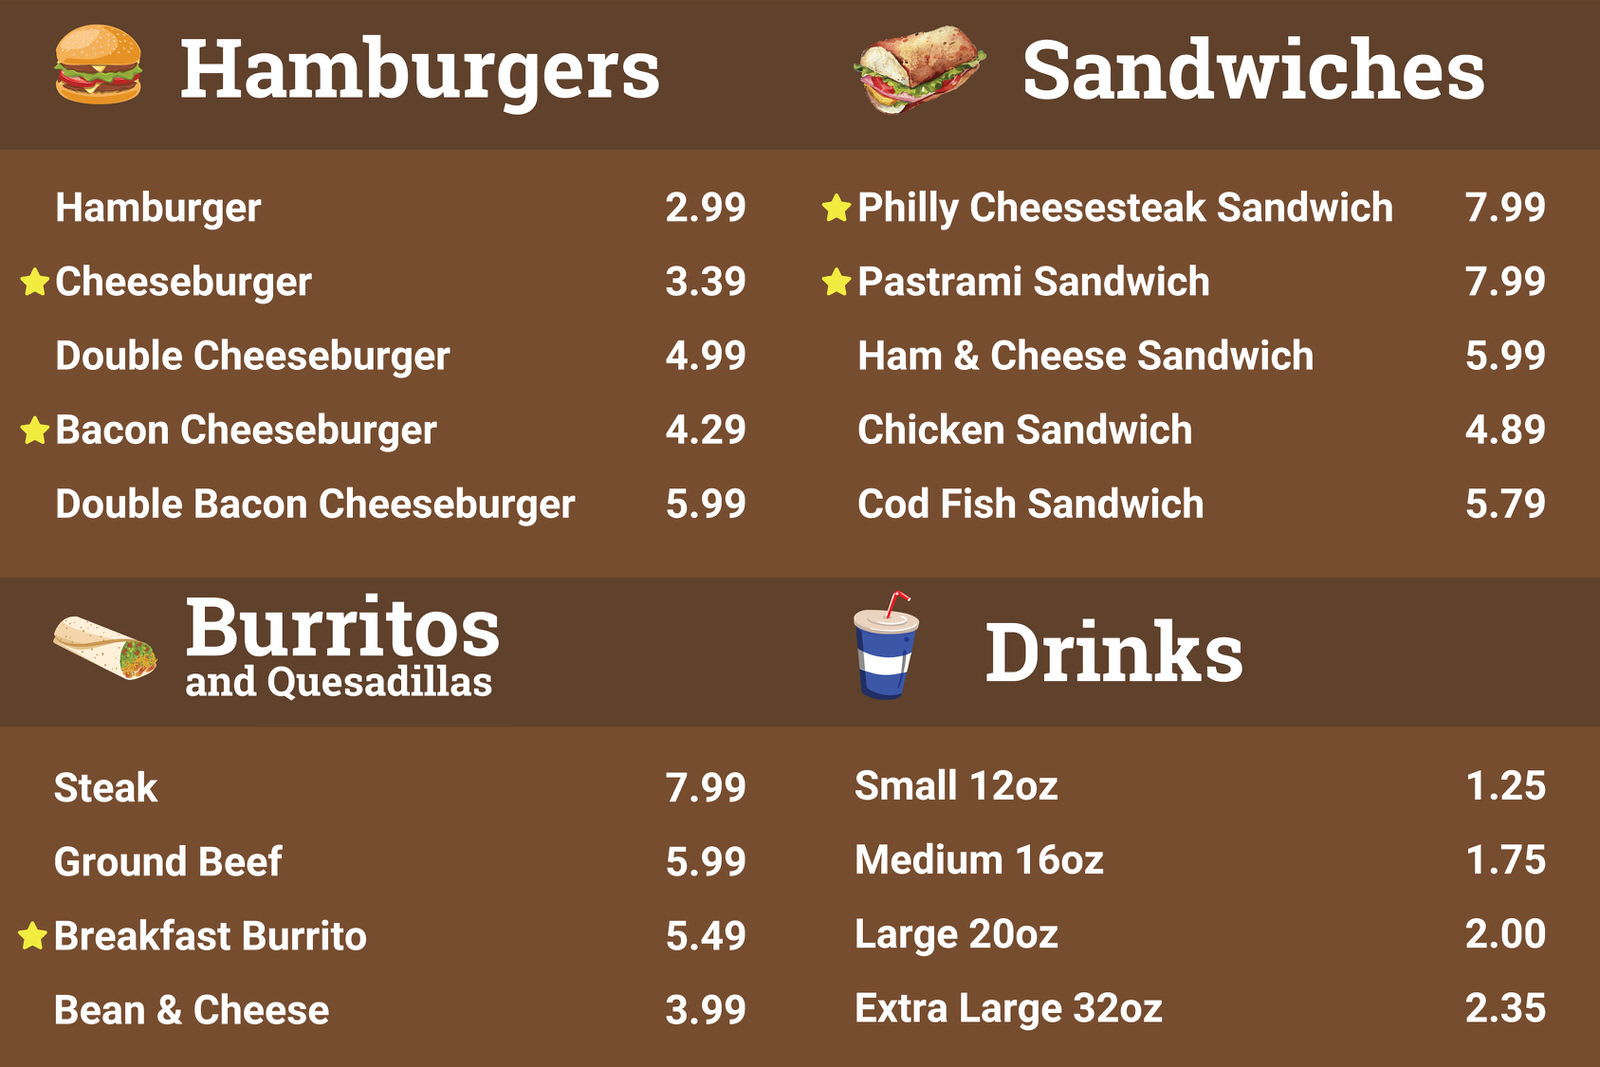 Hamburgers
Hamburger 2.99
Cheeseburger 3.39
Double Cheeseburger 4.99
Bacon Cheeseburger 4.29
Double Bacon Cheeseburger 5.99
Sandwiches
Philly Cheesesteak Sandwich 7.99
Pastrami Sandwich 7.99
Ham & Cheese Sandwich 5.99
Chicken Sandwich 4.89
Cod Fish Sandwich 5.79
Burritos
and Quesadillas
Steak 7.99
Ground Beef 5.99
Breakfast Burrito 5.49
Bean & Cheese 3.99
Drinks
Small 12oz 1.25
Medium 16oz 1.75
Large 20oz 2.00
Extra Large 32oz 2.35